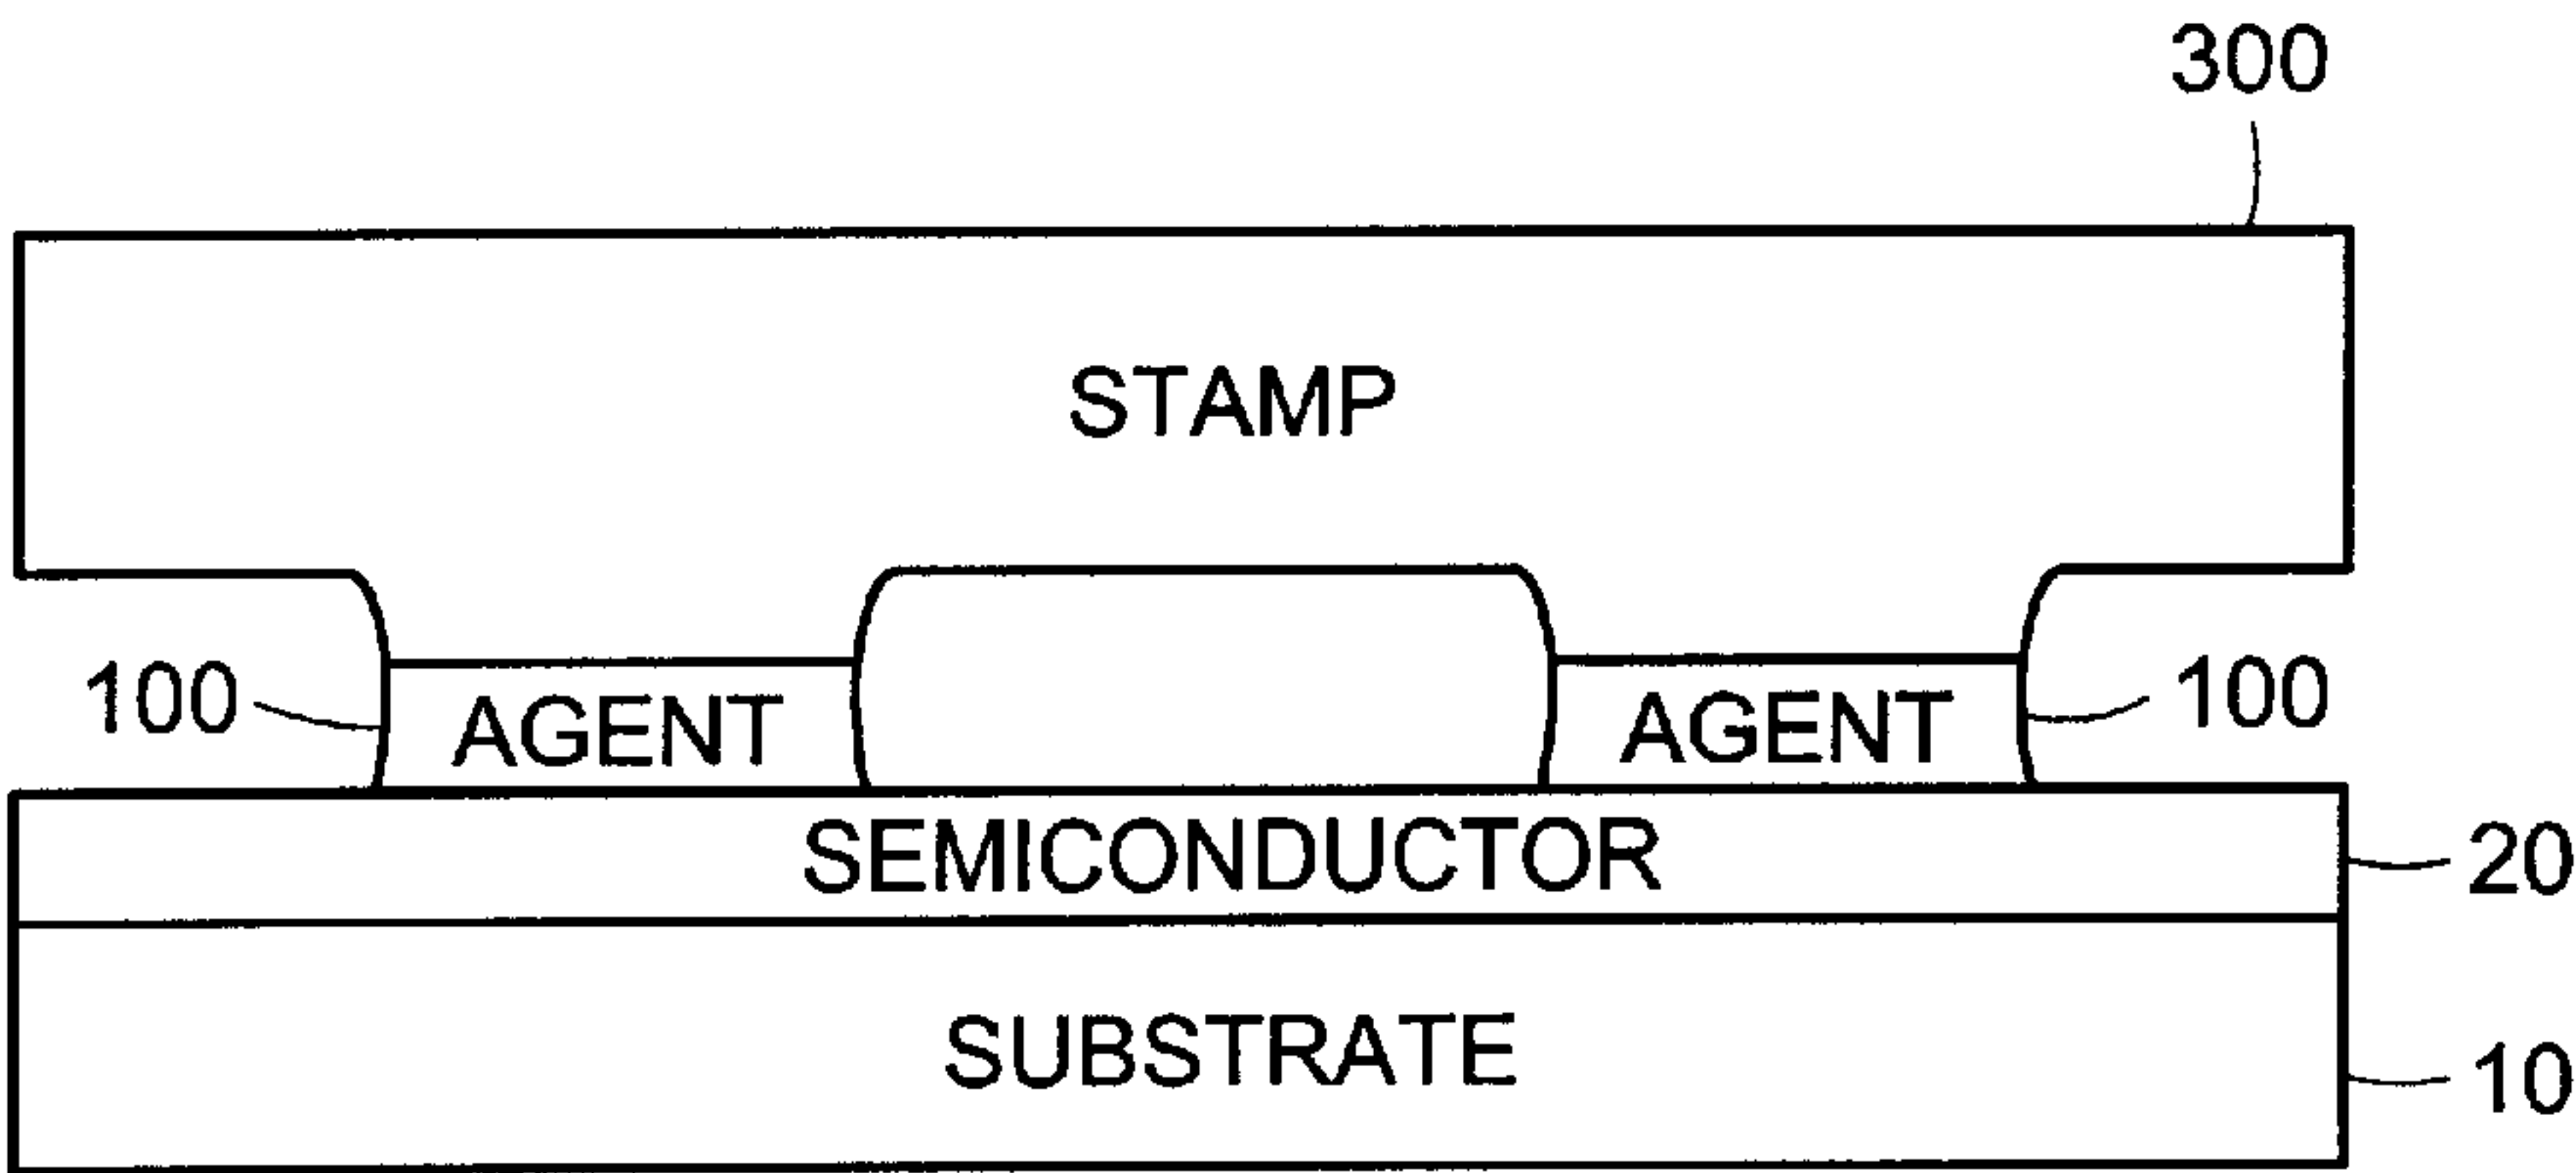 300
STAMP
100 AGENT AGENT 100
SEMICONDUCTOR 20
SUBSTRATE 10